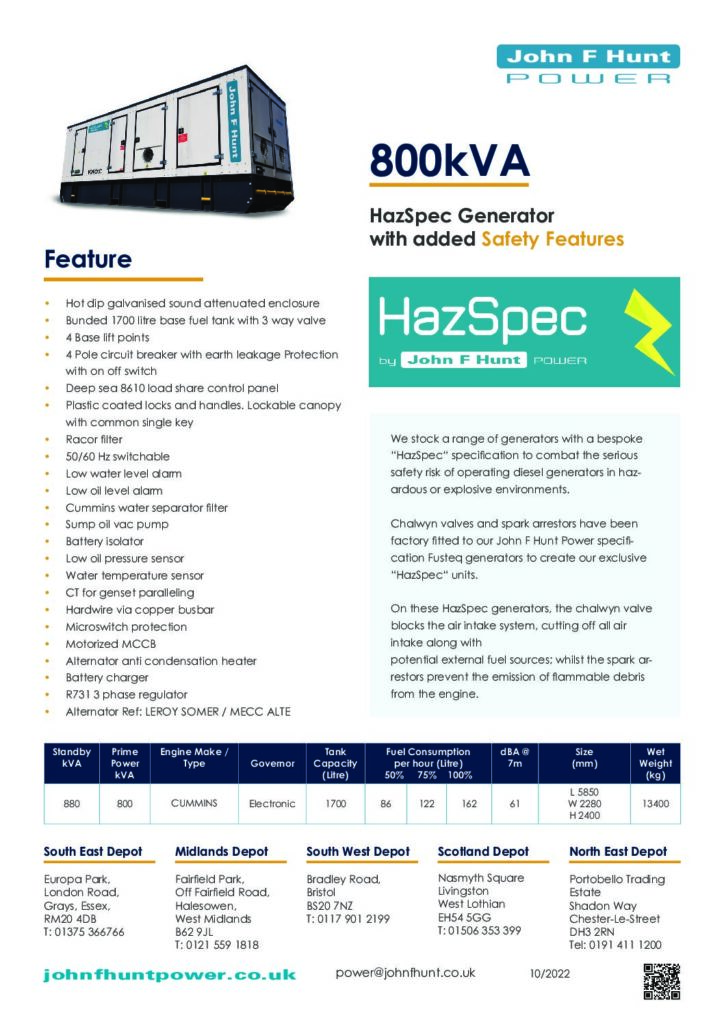 John F Hunt
POWER
John F Hunt
800kVA
HazSpec Generator
with added Safety Features
Feature
• Hot dip galvanised sound attenuated enclosure
• Bunded 1700 litre base fuel tank with 3 way valve
• 4 Base lift points
• 4 Pole circuit breaker with earth leakage Protection
with on off switch
• Deep sea 8610 load share control panel
• Plastic coated locks and handles. Lockable canopy
with common single key
• Racor filter
• 50/60 Hz switchable
• Low water level alarm
• Low oil level alarm
• Cummins water separator filter
• Sump oil vac pump
• Battery isolator
• Low oil pressure sensor
• Water temperature sensor
• CT for genset paralleling
• Hardwire via copper busbar
• Microswitch protection
• Motorized MCCB
• Alternator anti condensation heater
• Battery charger
• R731 3 phase regulator
• Alternator Ref: LEROY SOMER / MECC ALTE
HazSpec
by John F Hunt POWER
We stock a range of generators with a bespoke
"HazSpec" specification to combat the serious
safety risk of operating diesel generators in haz-
ardous or explosive environments.
Chalwyn valves and spark arrestors have been
factory fitted to our John F Hunt Power specifi-
cation Fusteq generators to create our exclusive
"HazSpec" units.
On these HazSpec generators, the chalwyn valve
blocks the air intake system, cutting off all air
intake along with
potential external fuel sources; whilst the spark ar-
restors prevent the emission of flammable debris
from the engine.
Standby kVA Prime Power kVA Engine Make / Type Governor Tank Capacity (Litre) Fuel Consumption per hour (Litre) 50% 75% 100% dBA @ 7m Size (mm) Wet Weight (kg)
880 800 CUMMINS Electronic 1700 86 122 162 61 L 5850 W 2280 H 2400 13400
South East Depot
Europa Park,
London Road,
Grays, Essex,
RM20 4DB
T: 01375 366766
Midlands Depot
Fairfield Park,
Off Fairfield Road,
Halesowen,
West Midlands
B62 9JL
T: 0121 559 1818
South West Depot
Bradley Road,
Bristol
BS20 7NZ
T: 0117 901 2199
Scotland Depot
Nasmyth Square
Livingston
West Lothian
EH54 5GG
T: 01506 353 399
North East Depot
Portobello Trading
Estate
Shadon Way
Chester-Le-Street
DH3 2RN
Tel: 0191 411 1200
johnfhuntpower.co.uk
power@johnfhunt.co.uk
10/2022